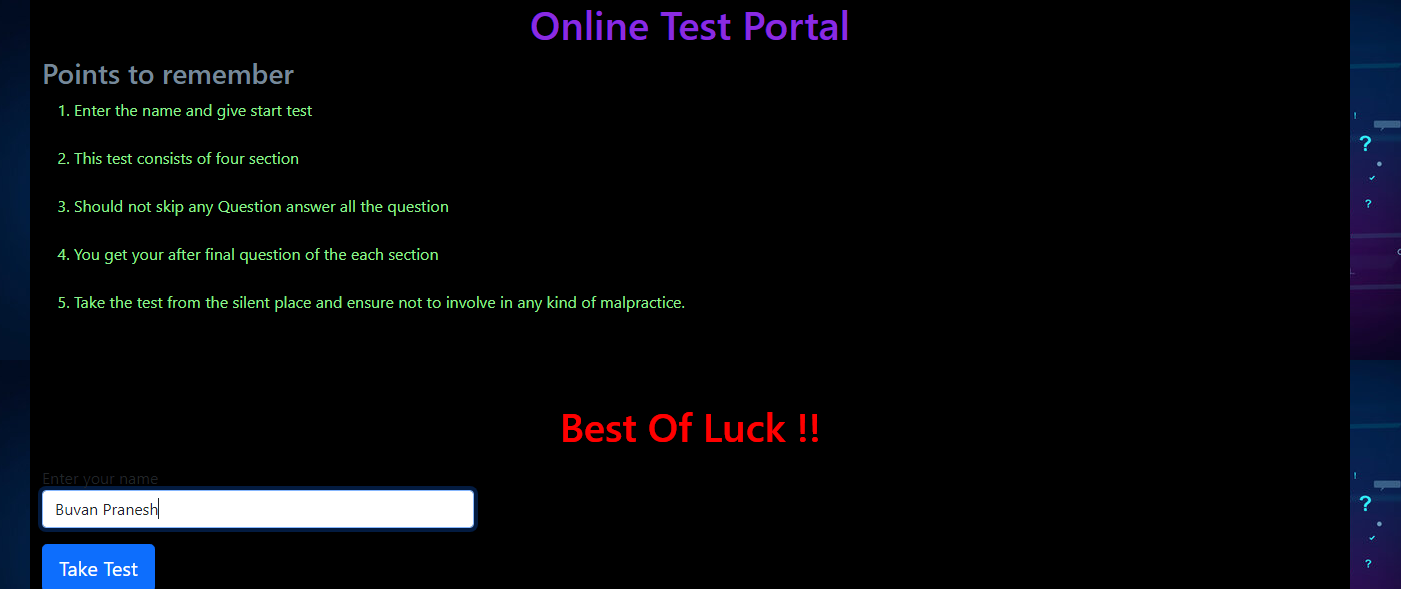 Online Test Portal
Points to remember
1. Enter the name and give start test
2. This test consists of four section
3. Should not skip any Question answer all the question
4. You get your after final question of the each section
5. Take the test from the silent place and ensure not to involve in any kind of malpractice.
Best Of Luck !!
Enter your name
Buvan Pranesh
Take Test